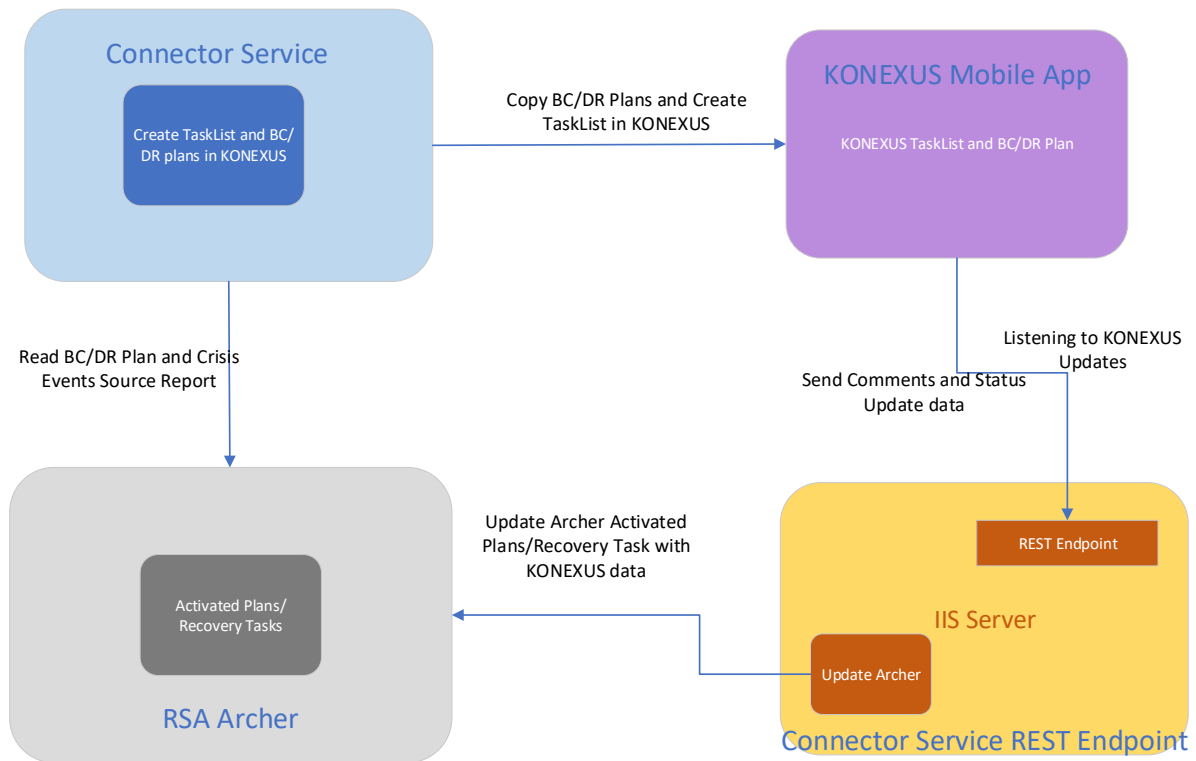 Connector Service
Create TaskList and BC/
DR plans in KONEXUS
Copy BC/DR Plans and Create
TaskList in KONEXUS
KONEXUS Mobile App
KONEXUS TaskList and BC/DR Plan
Read BC/DR Plan and Crisis
Events Source Report
Listening to KONEXUS
Updates
Send Comments and Status
Update data
Update Archer Activated
Plans/Recovery Task with
KONEXUS data
Activated Plans/
Recovery Tasks
RSA Archer
REST Endpoint
IIS Server
Update Archer
Connector Service REST Endpoint